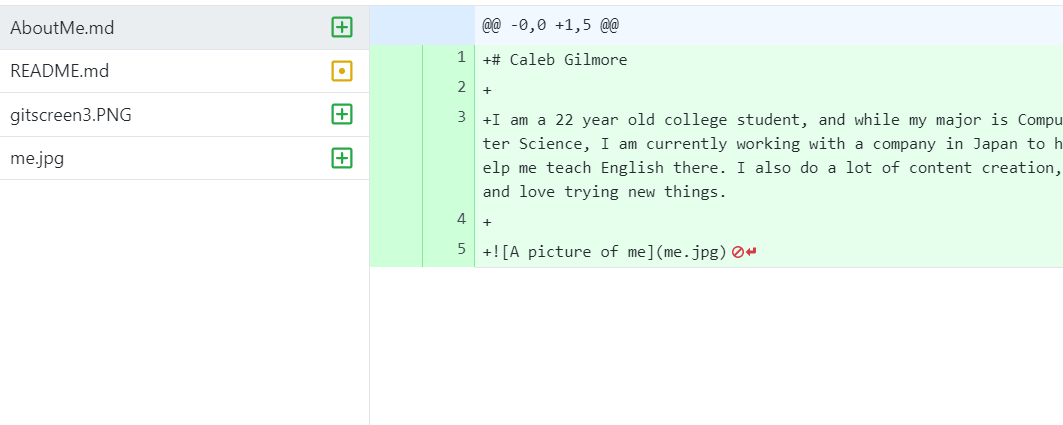 AboutMe.md
README.md
gitscreen3.PNG
me.jpg
@@ -0,0 +1,5 @@
1 +# Caleb Gilmore
2 +
3 +I am a 22 year old college student, and while my major is Compu
ter Science, I am currently working with a company in Japan to h
elp me teach English there. I also do a lot of content creation,
and love trying new things.
4 +
5 +![A picture of me](me.jpg)